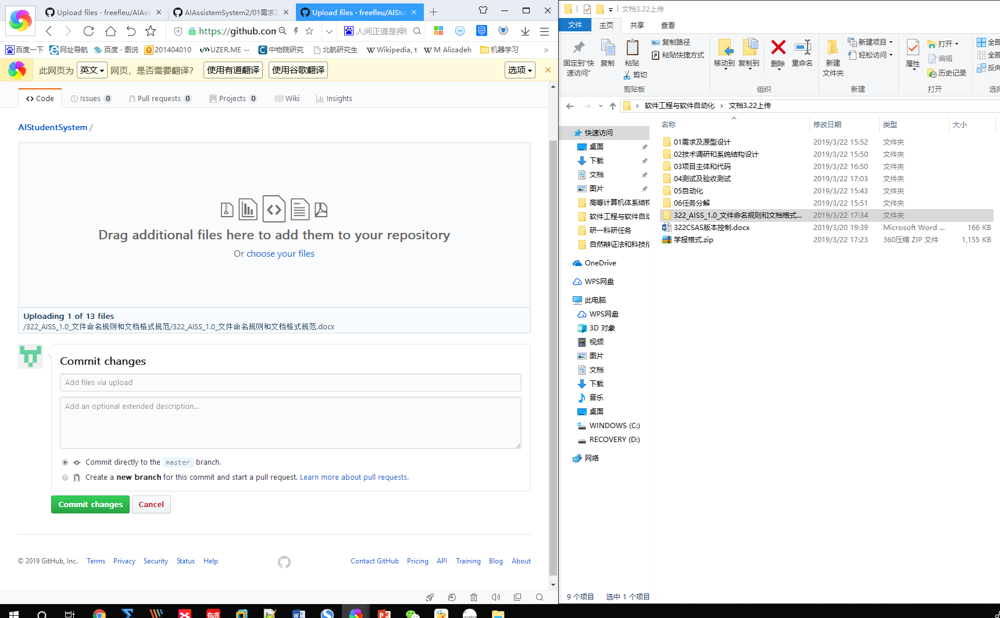 Upload files · freefleu/AIAss
AIAssistemSystem2/01需求及
Upload files · freefleu/AIStu
https://github.com
人间正道是拥
百度一下
网址导航
百度 · 图说
201404010
UZER.ME --
中物院研究
北航研究生
Wikipedia, t
M Alizadeh
机器学习
»
此网页为
英文
网页，是否需要翻译?
使用有道翻译
使用谷歌翻译
选项
Code
Issues 0
Pull requests 0
Projects 0
Wiki
Insights
AIStudentSystem /
Drag additional files here to add them to your repository
Or choose your files
Uploading 1 of 13 files
/322_AISS_1.0_文件命名规则和文档格式规范/322_AISS_1.0_文件命名规则和文档格式规范.docx
Commit changes
Add files via upload
Add an optional extended description...
Commit directly to the master branch.
Create a new branch for this commit and start a pull request. Learn more about pull requests.
Commit changes
Cancel
© 2019 GitHub, Inc.
Terms
Privacy
Security
Status
Help
Contact GitHub
Pricing
API
Training
Blog
About
文档3.22上传
文件
主页
共享
查看
固定到“快
速访问”
复制
粘贴
复制路径
粘贴快捷方式
剪切
剪贴板
移动到
复制到
删除
重命名
组织
新建
文件夹
新建项目
轻松访问
新建
属性
打开
编辑
历史记录
打开
全部
全部
反向
选择
软件工程与软件自动化 › 文档3.22上传
名称
修改日期
类型
大小
01需求及原型设计 2019/3/22 15:52 文件夹
02技术调研和系统结构设计 2019/3/22 15:50 文件夹
03项目主体和代码 2019/3/22 16:50 文件夹
04测试及验收测试 2019/3/22 17:03 文件夹
05自动化 2019/3/22 15:43 文件夹
06任务分解 2019/3/22 15:51 文件夹
322_AISS_1.0_文件命名规则和文档格式... 2019/3/22 17:34 文件夹
322CSAS版本控制.docx 2019/3/20 19:39 Microsoft Word ... 166 KB
学报格式.zip 2019/3/22 17:23 360压缩 ZIP 文件 1,155 KB
快速访问
桌面
下载
文档
图片
高等计算机体系结构
软件工程与软件自动
研一科研任务
自然辩证法和科技伦
OneDrive
WPS网盘
此电脑
WPS网盘
3D 对象
视频
图片
文档
下载
音乐
桌面
WINDOWS (C:)
RECOVERY (D:)
网络
9 个项目
选中 1 个项目
有道